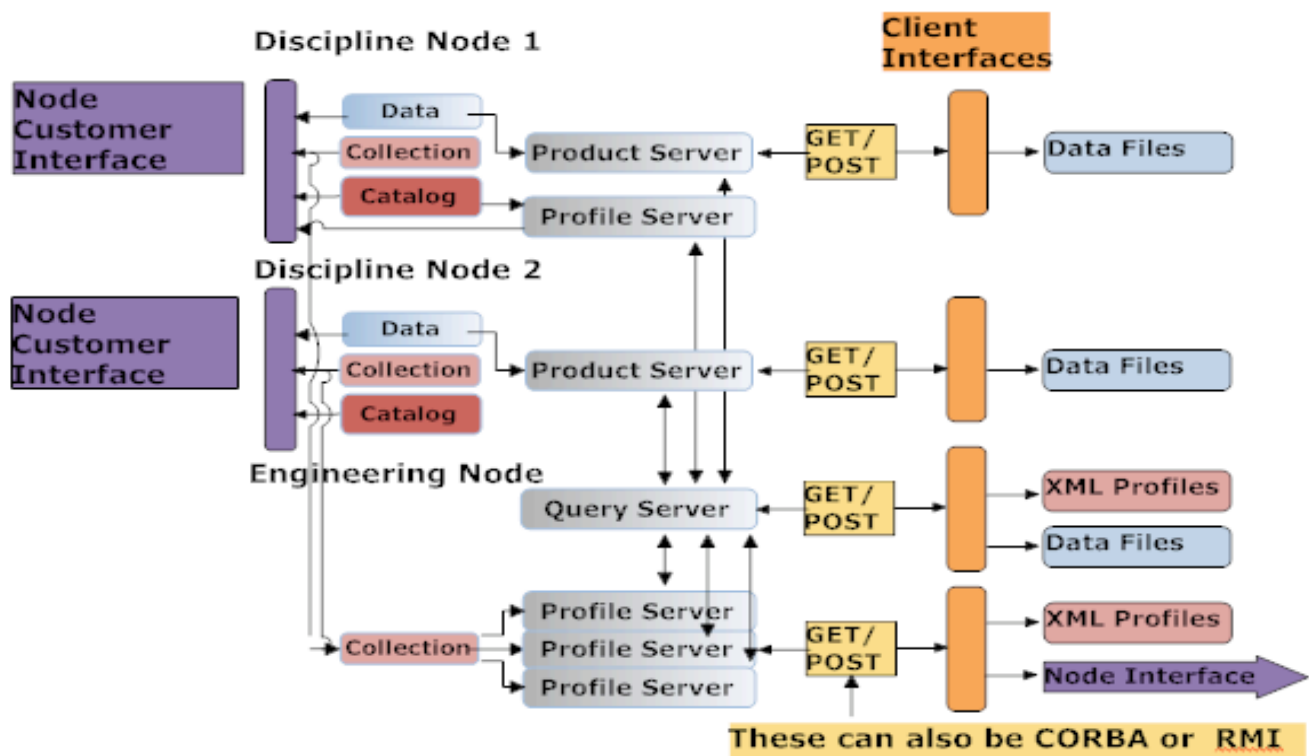 Discipline Node 1
Client
Interfaces
Node
Customer
Interface
Data
Collection
Catalog
Product Server
Profile Server
GET/
POST
Data Files
Discipline Node 2
Node
Customer
Interface
Data
Collection
Catalog
Product Server
GET/
POST
Data Files
Engineering Node
Query Server
GET/
POST
XML Profiles
Data Files
Collection
Profile Server
Profile Server
Profile Server
GET/
POST
XML Profiles
Node Interface
These can also be CORBA or RMI